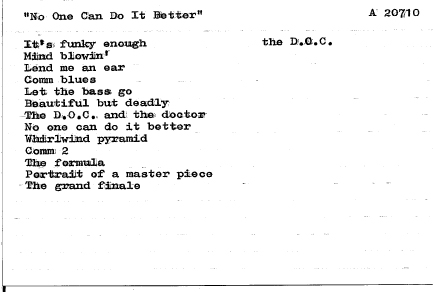 "No One Can Do It Better" A 20710
It's funky enough the D.O.C.
Mind blowin'
Lend me an ear
Comm blues
Let the bass go
Beautiful but deadly
The D.O.C. and the doctor
No one can do it better
Whirlwind pyramid
Comm 2
The formula
Portrait of a master piece
The grand finale